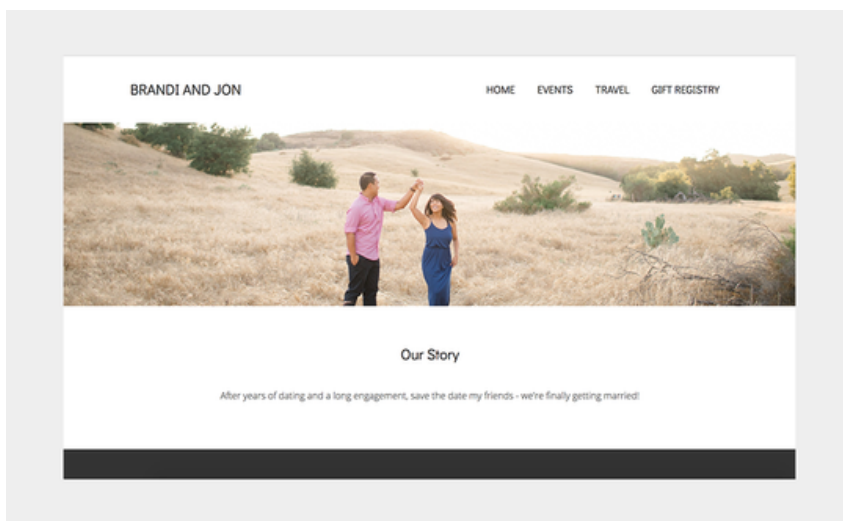 BRANDI AND JON
HOME EVENTS TRAVEL GIFT REGISTRY
Our Story
After years of dating and a long engagement, save the date my friends - we're finally getting married!